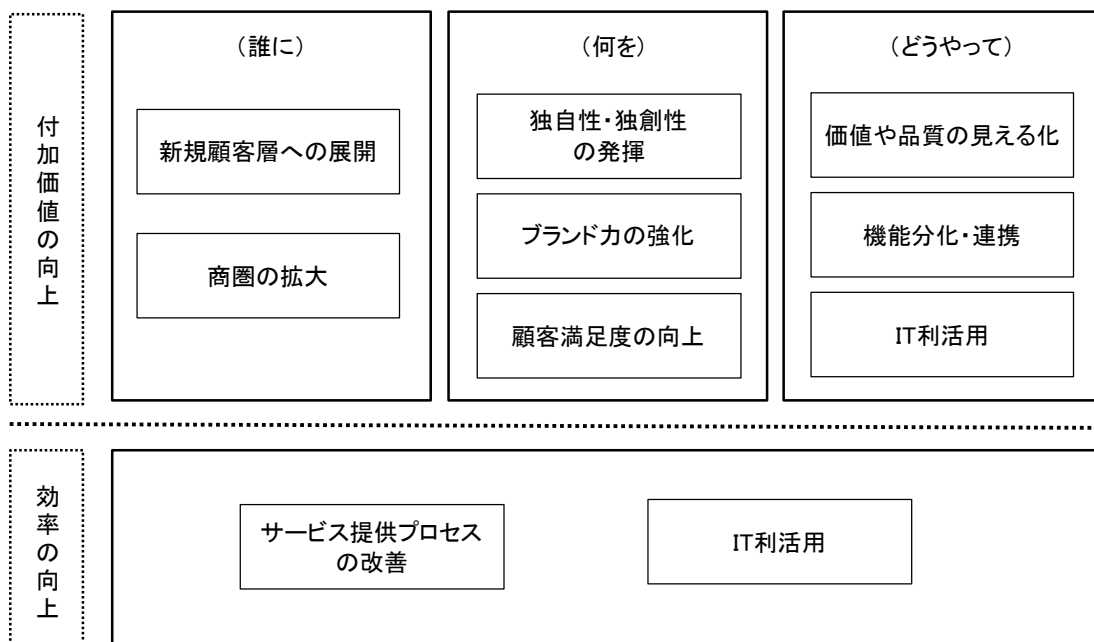 付加価値の向上
(誰に)
新規顧客層への展開
商圏の拡大
(何を)
独自性・独創性
の発揮
ブランド力の強化
顧客満足度の向上
(どうやって)
価値や品質の見える化
機能分化・連携
IT利活用
効率の向上
サービス提供プロセス
の改善
IT利活用